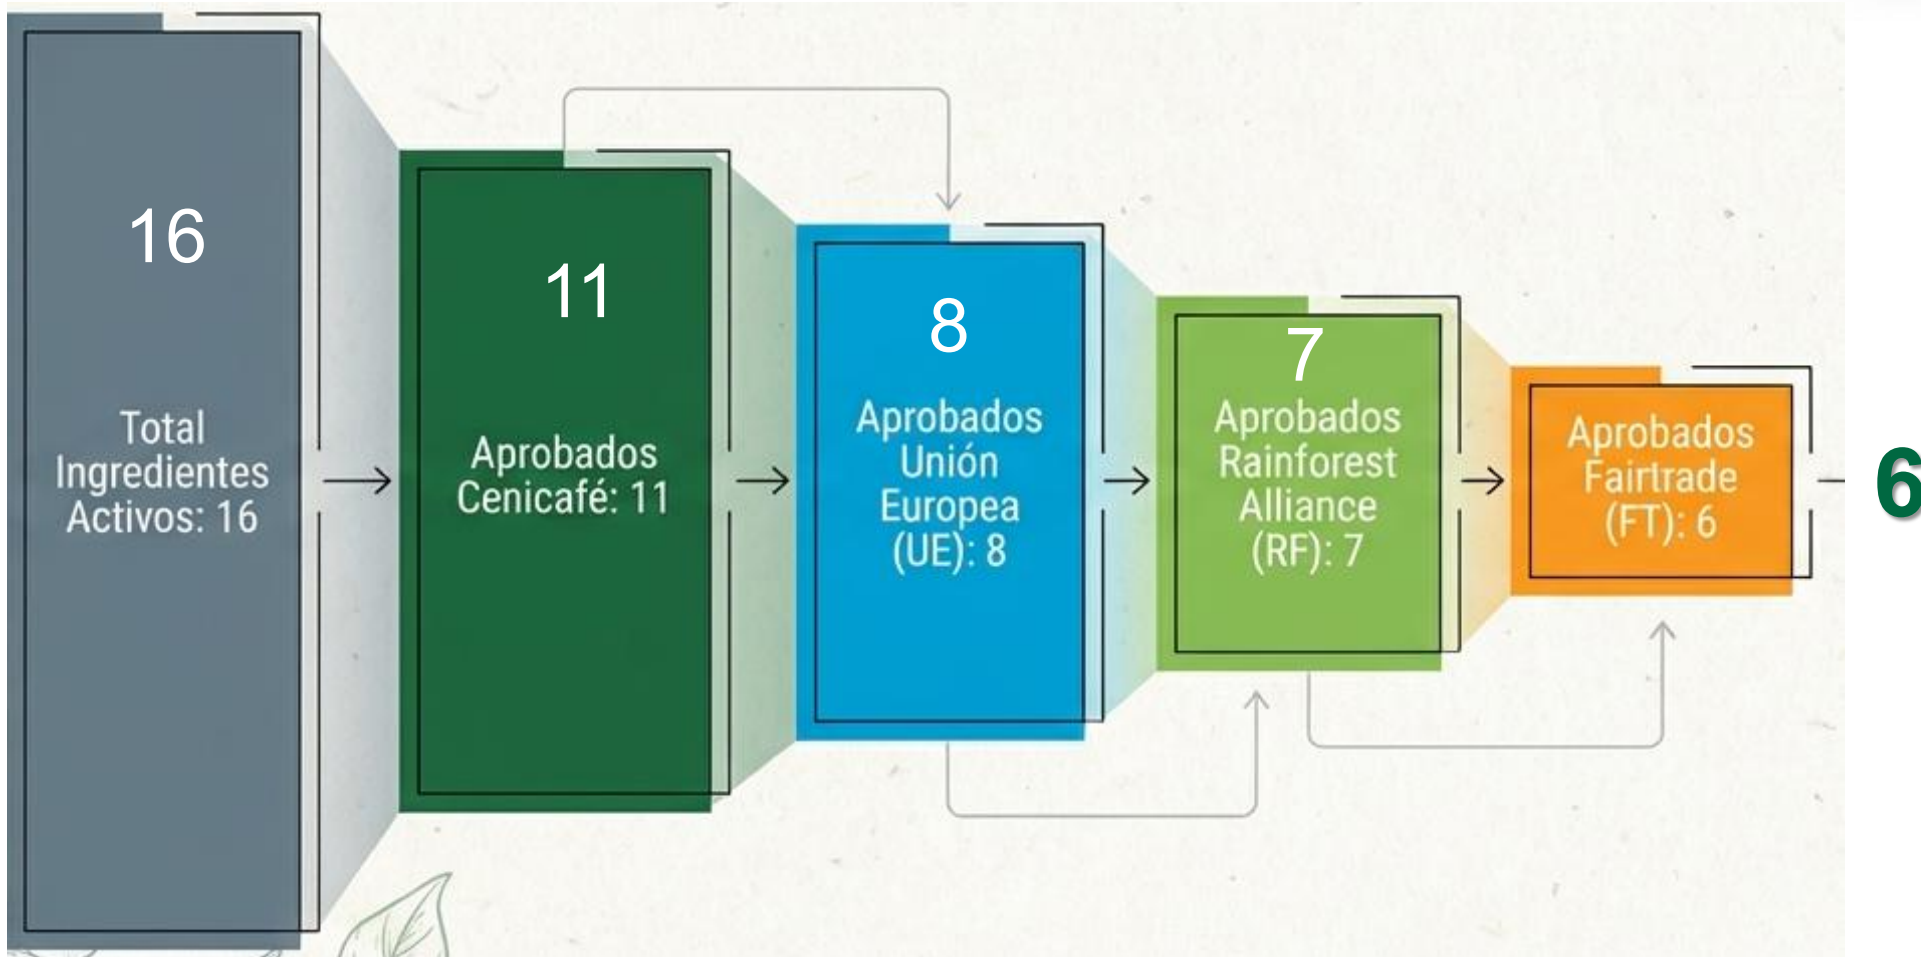 16
Total
Ingredientes
Activos: 16
11
Aprobados
Cenicafé: 11
8
Aprobados
Unión
Europea
(UE): 8
7
Aprobados
Rainforest
Alliance
(RF): 7
Aprobados
Fairtrade
(FT): 6
6